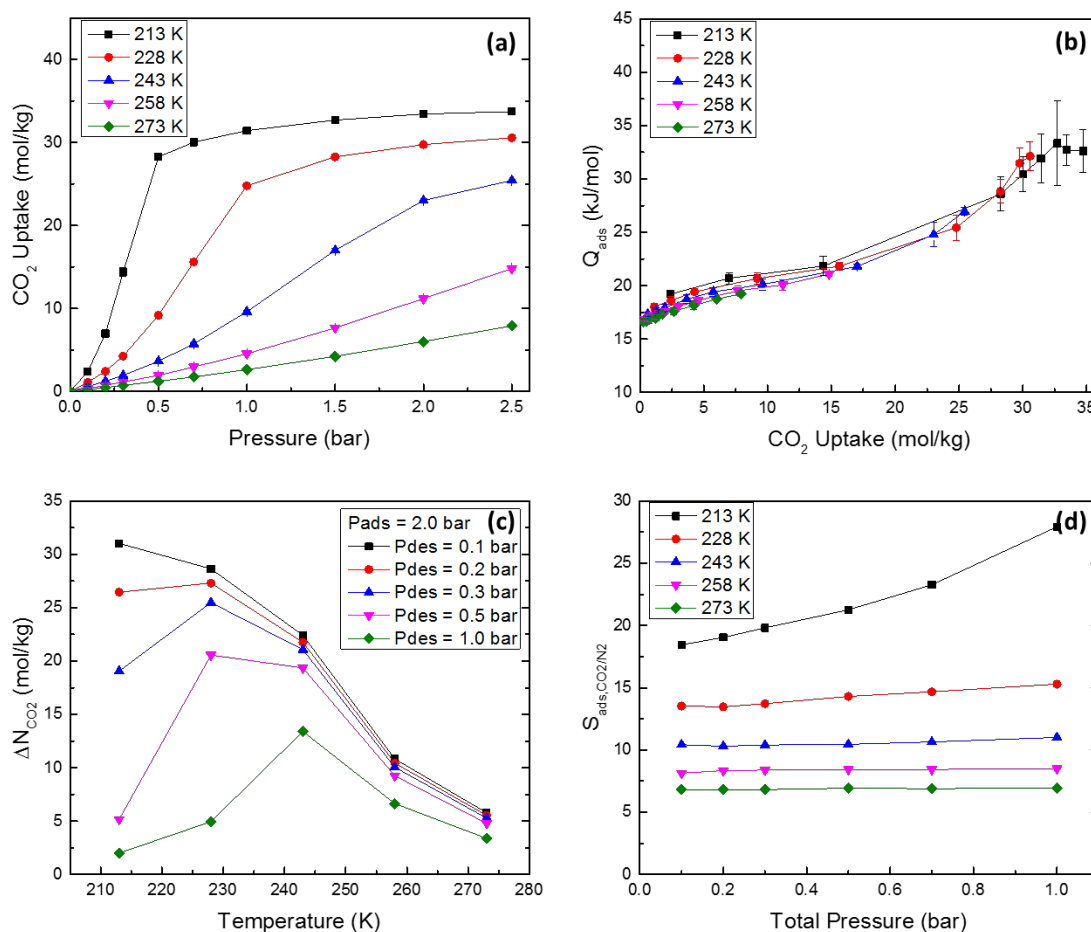 (a)
213 K
228 K
243 K
258 K
273 K
CO2 Uptake (mol/kg)
40
30
20
10
0
0.0 0.5 1.0 1.5 2.0 2.5
Pressure (bar)
(b)
213 K
228 K
243 K
258 K
273 K
Qads (kJ/mol)
45
40
35
30
25
20
15
10
0 5 10 15 20 25 30 35
CO2 Uptake (mol/kg)
(c)
Pads = 2.0 bar
Pdes = 0.1 bar
Pdes = 0.2 bar
Pdes = 0.3 bar
Pdes = 0.5 bar
Pdes = 1.0 bar
ΔNCO2 (mol/kg)
35
30
25
20
15
10
5
0
210 220 230 240 250 260 270
Temperature (K)
(d)
213 K
228 K
243 K
258 K
273 K
Sads,CO2/N2
30
25
20
15
10
5
0
0.0 0.2 0.4 0.6 0.8 1.0
Total Pressure (bar)